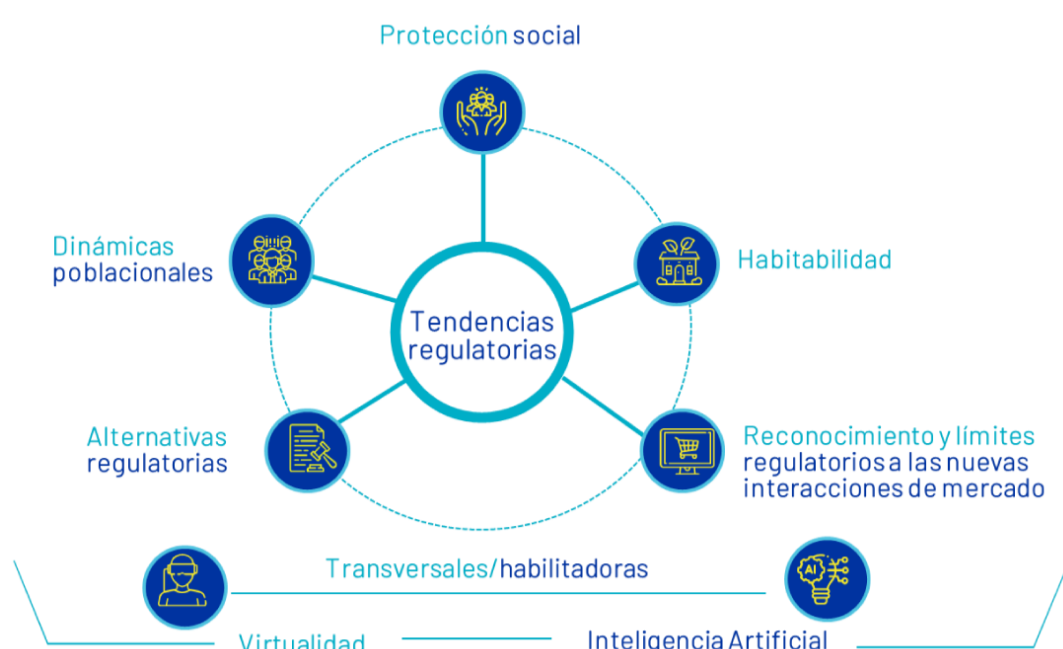 Protección social
Dinámicas
poblacionales
Habitabilidad
Tendencias
regulatorias
Alternativas
regulatorias
Reconocimiento y límites
regulatorios a las nuevas
interacciones de mercado
Transversales/habilitadoras
AI
Virtualidad
Inteligencia Artificial